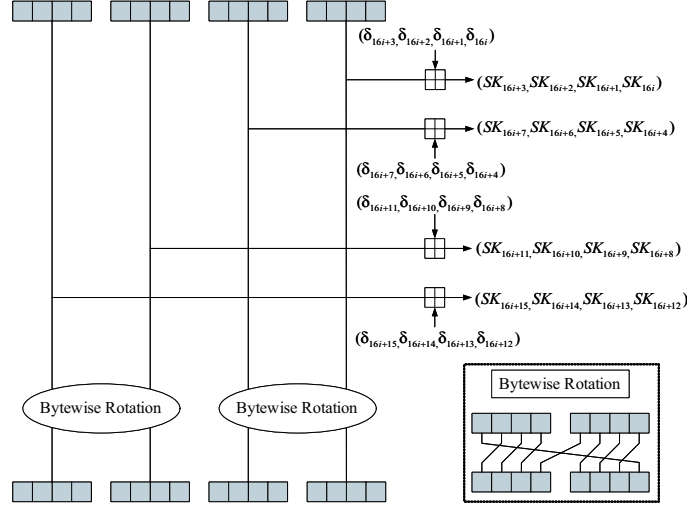 (δ₁₆ᵢ₊₃,δ₁₆ᵢ₊₂,δ₁₆ᵢ₊₁,δ₁₆ᵢ)
(SK₁₆ᵢ₊₃,SK₁₆ᵢ₊₂,SK₁₆ᵢ₊₁,SK₁₆ᵢ)
(SK₁₆ᵢ₊₇,SK₁₆ᵢ₊₆,SK₁₆ᵢ₊₅,SK₁₆ᵢ₊₄)
(δ₁₆ᵢ₊₇,δ₁₆ᵢ₊₆,δ₁₆ᵢ₊₅,δ₁₆ᵢ₊₄)
(δ₁₆ᵢ₊₁₁,δ₁₆ᵢ₊₁₀,δ₁₆ᵢ₊₉,δ₁₆ᵢ₊₈)
(SK₁₆ᵢ₊₁₁,SK₁₆ᵢ₊₁₀,SK₁₆ᵢ₊₉,SK₁₆ᵢ₊₈)
(SK₁₆ᵢ₊₁₅,SK₁₆ᵢ₊₁₄,SK₁₆ᵢ₊₁₃,SK₁₆ᵢ₊₁₂)
(δ₁₆ᵢ₊₁₅,δ₁₆ᵢ₊₁₄,δ₁₆ᵢ₊₁₃,δ₁₆ᵢ₊₁₂)
Bytewise Rotation
Bytewise Rotation
Bytewise Rotation